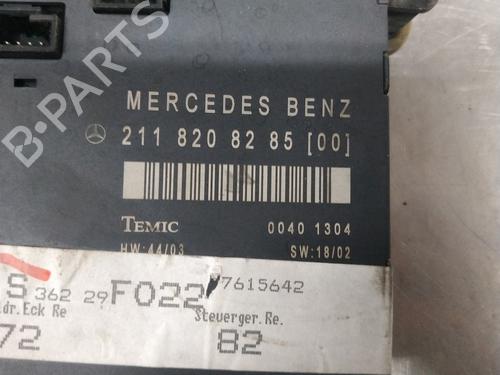 MERCEDES BENZ
211 820 82 85 [00]
TEMIC 0040 1304
HW:44/03 SW:18/02
S 362 29 F022 7615642
dr.Eck Re Steuerger.Re.
72 82
B-PARTS